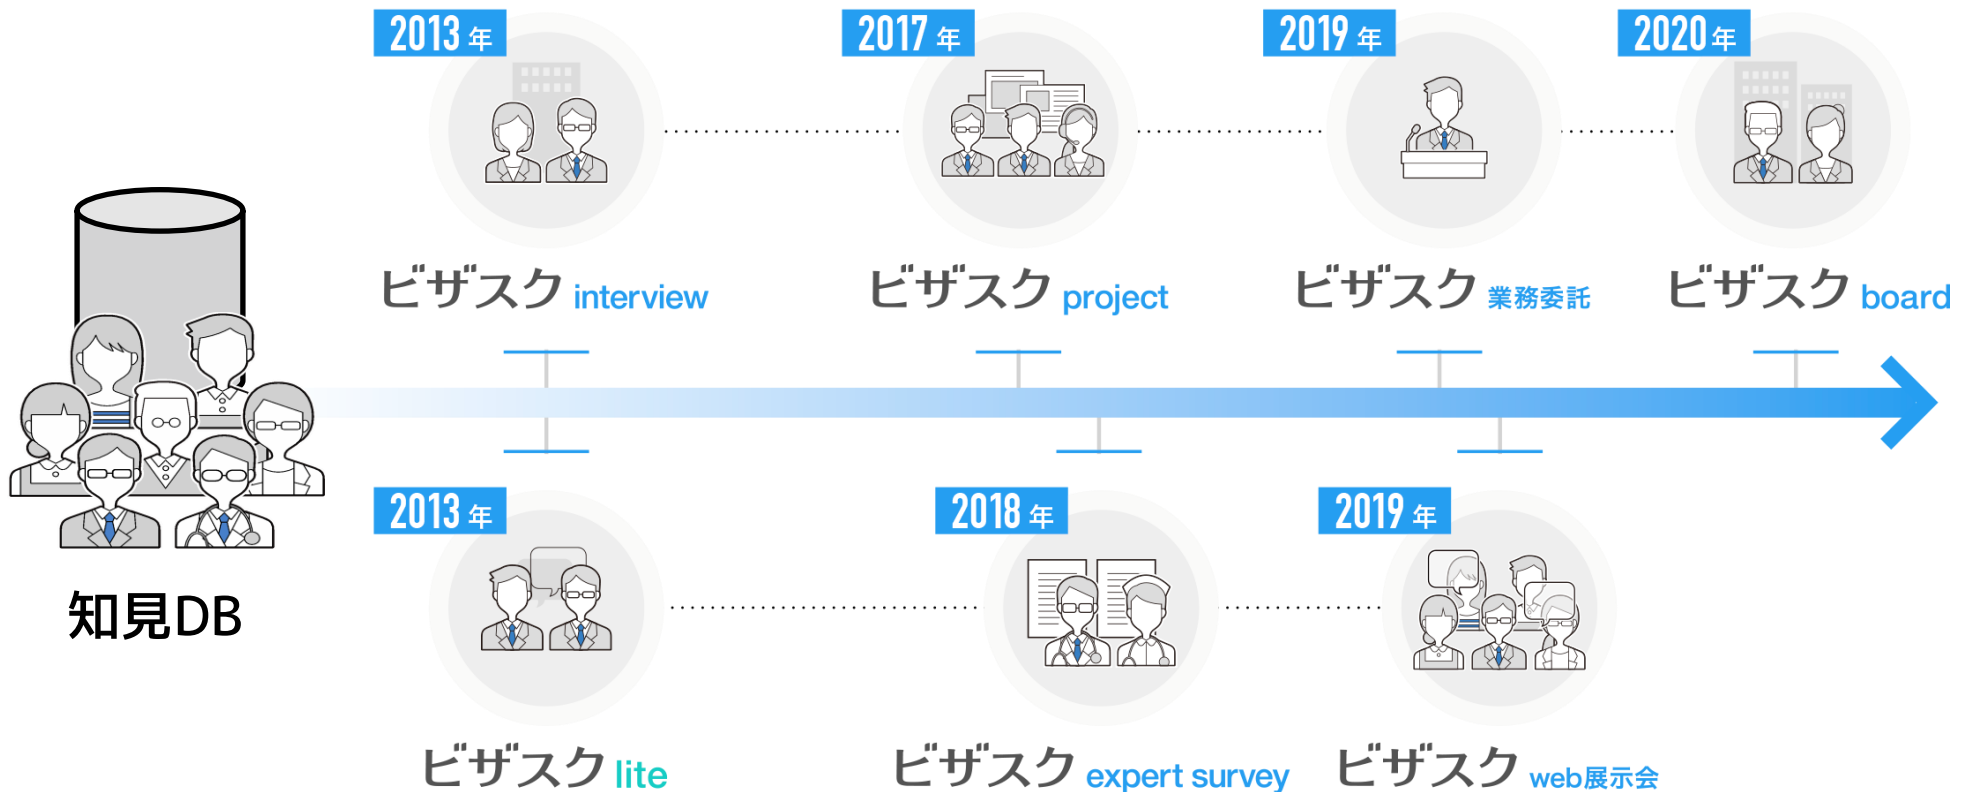 2013年
2017年
2019年
2020年
ビザスク interview
ビザスク project
ビザスク 業務委託
ビザスク board
知見DB
2013年
2018年
2019年
ビザスク lite
ビザスク expert survey
ビザスク web展示会